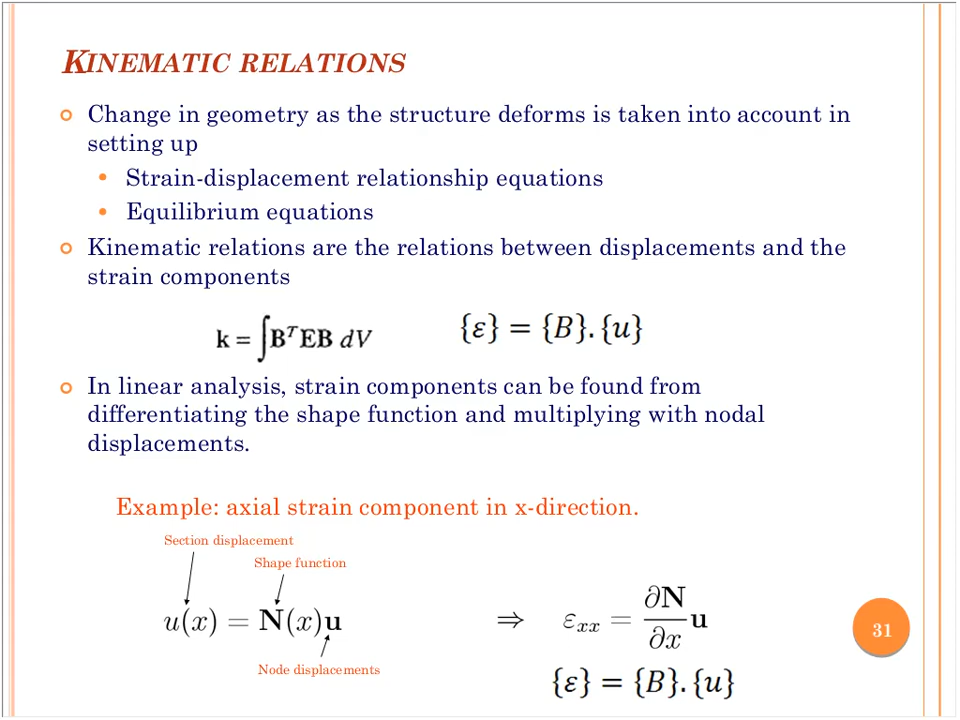 KINEMATIC RELATIONS
Change in geometry as the structure deforms is taken into account in
setting up
Strain-displacement relationship equations
Equilibrium equations
Kinematic relations are the relations between displacements and the
strain components
k = ∫BᵀEB dV
{ε} = {B}.{u}
In linear analysis, strain components can be found from
differentiating the shape function and multiplying with nodal
displacements.
Example: axial strain component in x-direction.
Section displacement
Shape function
u(x) = N(x)u
⇒ εxx = ∂N/∂x u
31
Node displacements
{ε} = {B}.{u}